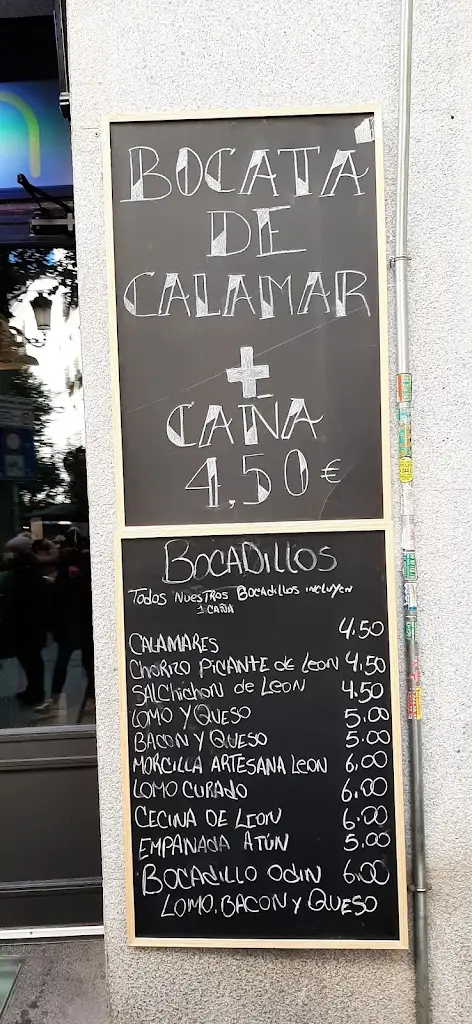 BOCATA
DE
CALAMAR
+
CAÑA
4,50€
BOCADILLOS
Todos NUESTROS BOCAdillos INCLUYEN
1 CAÑA
CALAMARES 4.50
CHORIZO PICANTE de LEON 4.50
SALChichon de LEON 4.50
LOMO Y QUESO 5.00
BACON Y QUESO 5.00
MORCILLA ARTESANA LEON 6.00
LOMO CURADO 6.00
CECINA DE LEON 6.00
EMPANADA ATÚN 5.00
BOCADILLO ODIN 6.00
LOMO, BACON Y QUESO